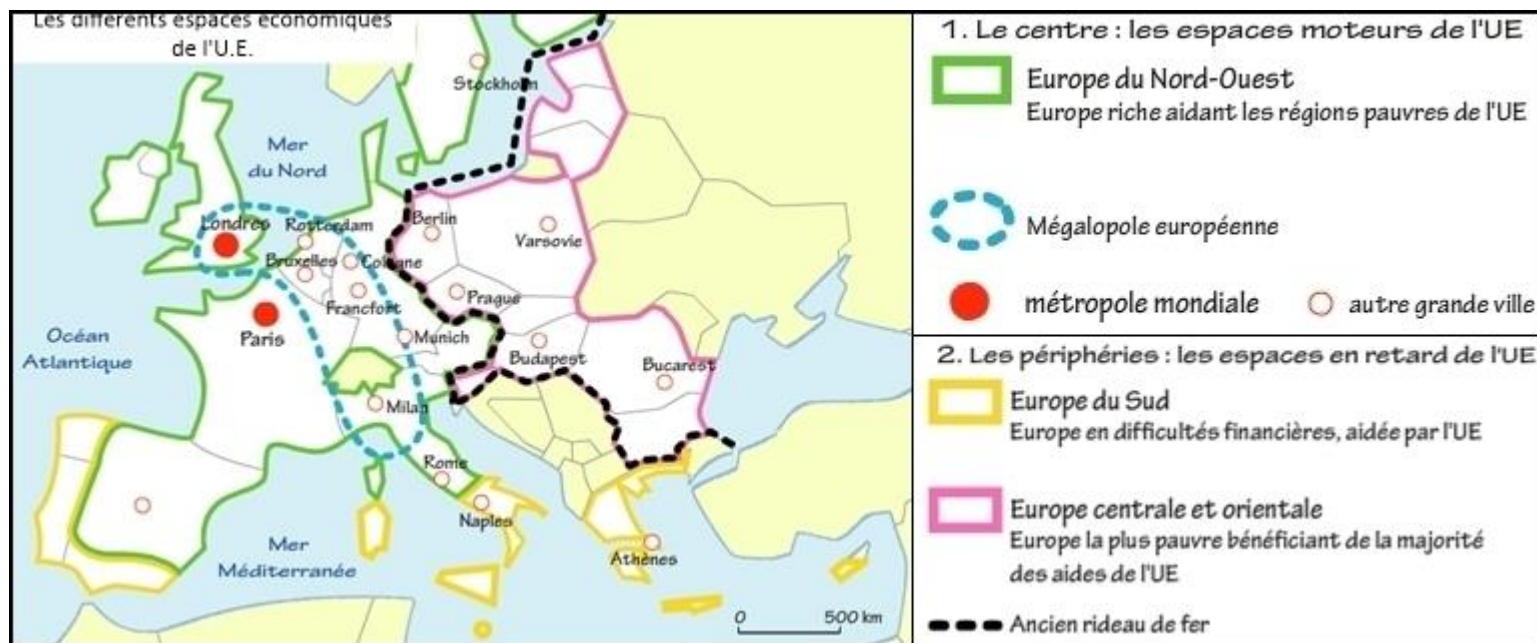 Les différents espaces économiques
de l'U.E.
Stockholm
Mer
du Nord
Londres
Rotterdam
Berlin
Varsovie
Bruxelles
Cologne
Prague
Francfort
Paris
Océan
Atlantique
Munich
Budapest
Bucarest
Milan
Rome
Naples
Athènes
Mer
Méditerranée
0 500 km
1. Le centre : les espaces moteurs de l'UE
Europe du Nord-Ouest
Europe riche aidant les régions pauvres de l'UE
Mégalopole européenne
métropole mondiale
autre grande ville
2. Les périphéries : les espaces en retard de l'UE
Europe du Sud
Europe en difficultés financières, aidée par l'UE
Europe centrale et orientale
Europe la plus pauvre bénéficiant de la majorité
des aides de l'UE
Ancien rideau de fer